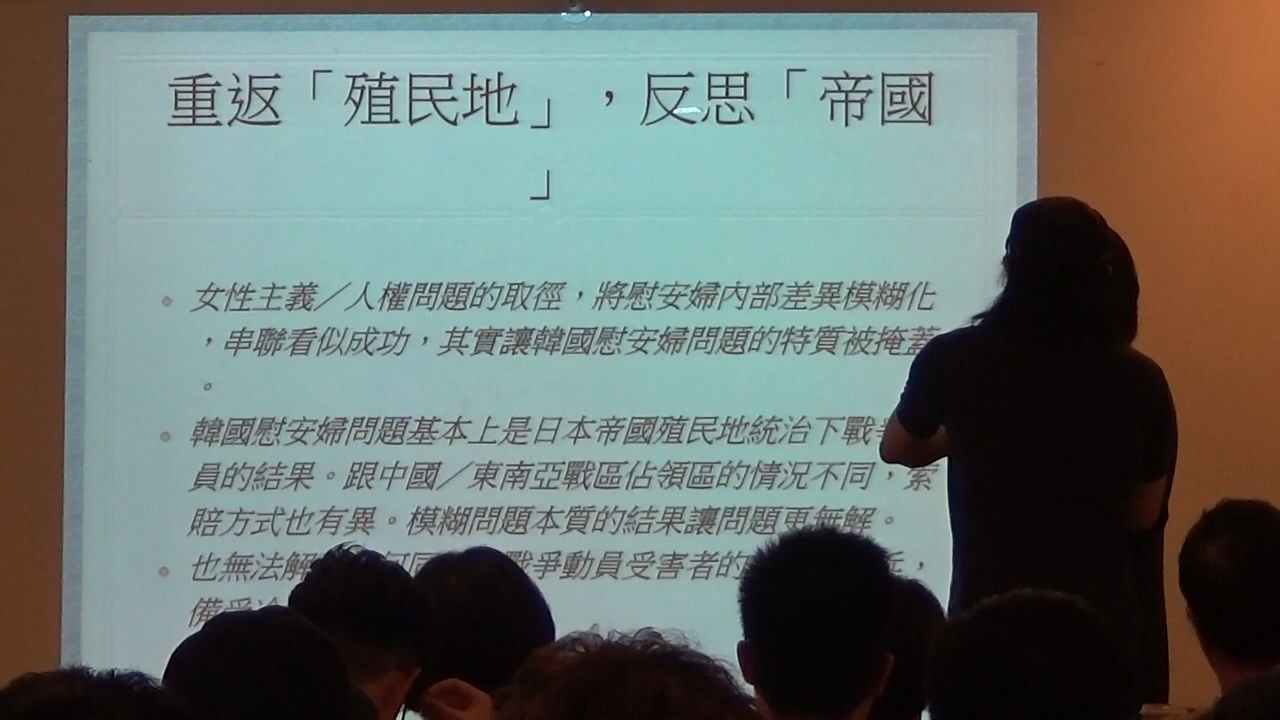 重返「殖民地」，反思「帝國
」
女性主義／人權問題的取徑，將慰安婦內部差異模糊化
，串聯看似成功，其實讓韓國慰安婦問題的特質被掩蓋
。
韓國慰安婦問題基本上是日本帝國殖民地統治下戰
員的結果。跟中國／東南亞戰區佔領區的情況不同，索
賠方式也有異。模糊問題本質的結果讓問題更無解。
也無法解 何同 戰爭動員受害者的 兵，
備受